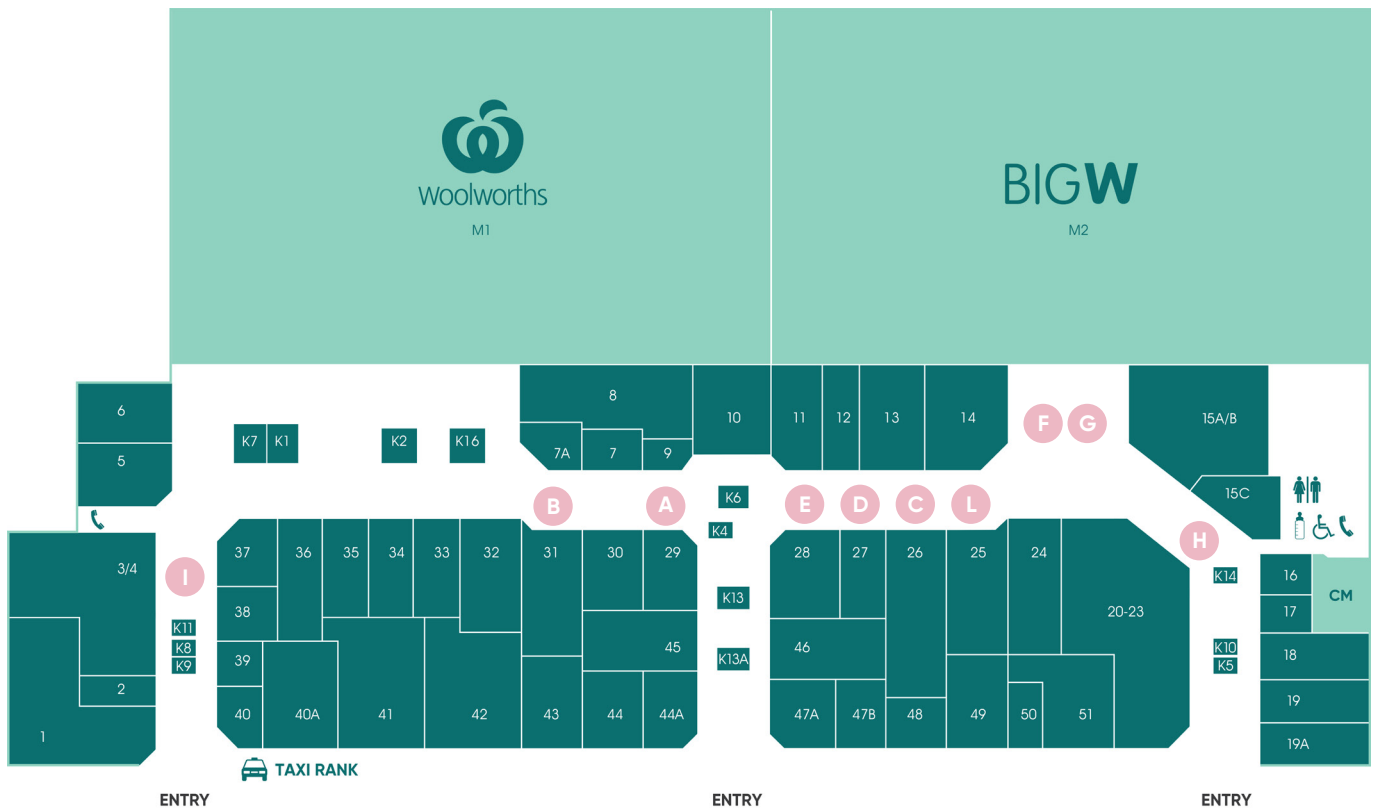 Woolworths
M1
BIGW
M2
6
5
8
7A
7
9
10
11
12
13
14
F
G
15A/B
15C
K7
K1
K2
K16
B
A
K6
K4
E
D
C
L
H
3/4
I
37
36
35
34
33
32
31
30
29
28
27
26
25
24
20-23
K14
16
17
CM
K13
K11
K8
K9
38
39
45
K13A
46
K10
K5
18
2
1
40
40A
41
42
43
44
44A
47A
47B
48
49
50
51
19
19A
TAXI RANK
ENTRY
ENTRY
ENTRY